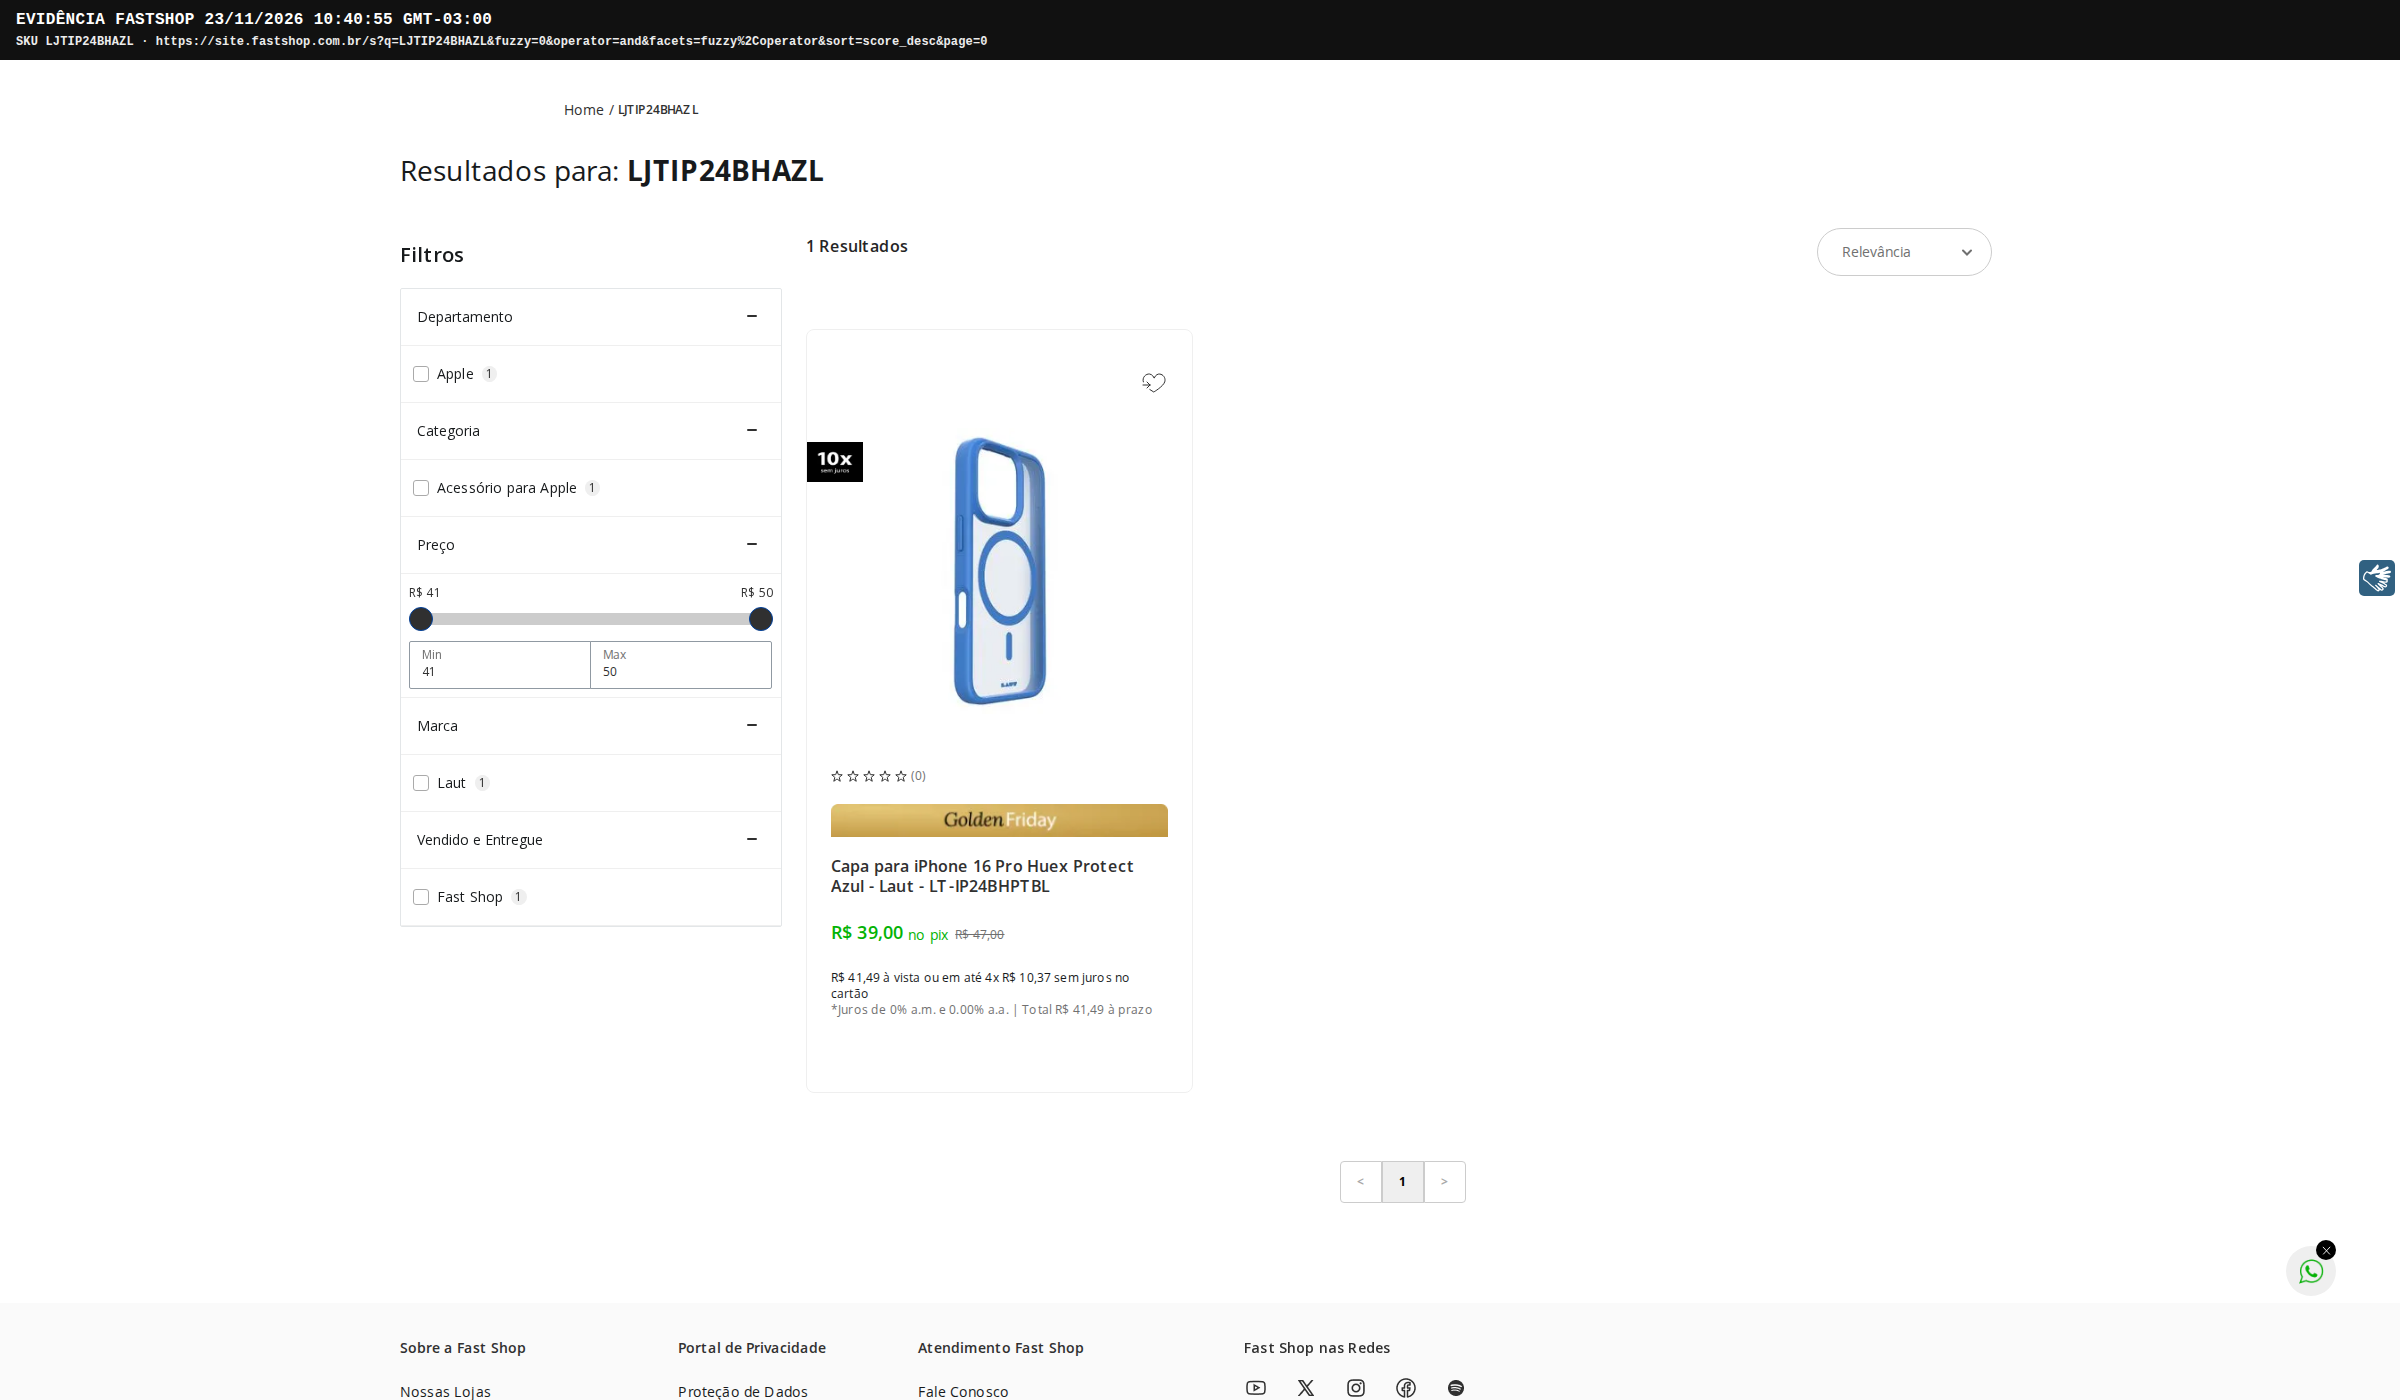 EVIDÊNCIA FASTSHOP 23/11/2026 10:40:55 GMT-03:00
SKU LJTIP24BHAZL · https://site.fastshop.com.br/s?q=LJTIP24BHAZL&fuzzy=0&operator=and&facets=fuzzy%2Coperator&sort=score_desc&page=0
Home / LJTIP24BHAZL
Resultados para: LJTIP24BHAZL
Filtros
1 Resultados
Relevância
Departamento
Apple 1
Categoria
Acessório para Apple 1
Preço
R$ 41 R$ 50
Min Max
41 50
Marca
Laut 1
Vendido e Entregue
Fast Shop 1
10x
sem juros
LAUT
(0)
Golden Friday
Capa para iPhone 16 Pro Huex Protect
Azul - Laut - LT-IP24BHPTBL
R$ 39,00 no pix R$ 47,00
R$ 41,49 à vista ou em até 4x R$ 10,37 sem juros no
cartão
*Juros de 0% a.m. e 0.00% a.a. | Total R$ 41,49 à prazo
< 1 >
Sobre a Fast Shop Portal de Privacidade Atendimento Fast Shop Fast Shop nas Redes
Nossas Lojas Proteção de Dados Fale Conosco